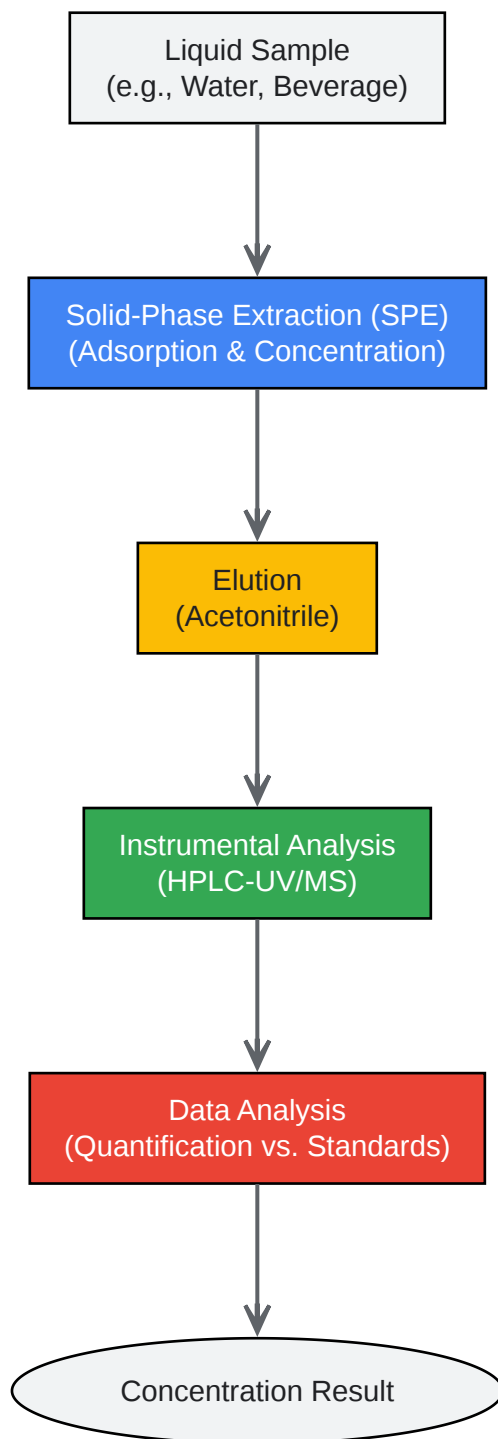 Liquid Sample
(e.g., Water, Beverage)
Solid-Phase Extraction (SPE)
(Adsorption & Concentration)
Elution
(Acetonitrile)
Instrumental Analysis
(HPLC-UV/MS)
Data Analysis
(Quantification vs. Standards)
Concentration Result